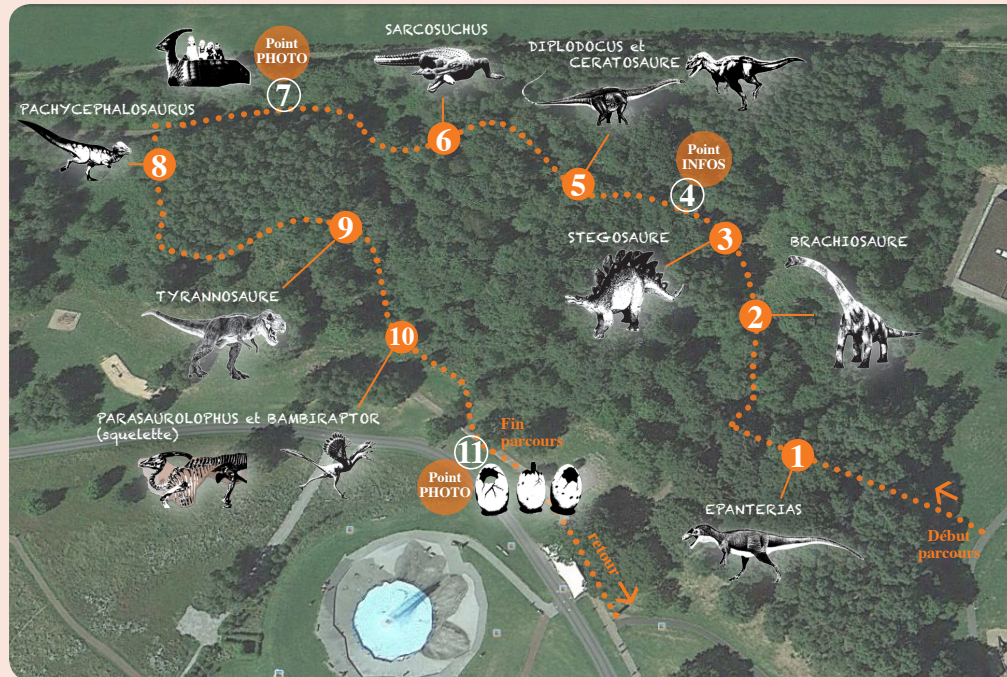 SARCOSUCHUS
Point
PHOTO
7
DIPLODOCUS et
CERATOSAURE
PACHYCEPHALOSAURUS
8
6
5
Point
INFOS
4
9
3
STEGOSAURE
BRACHIOSAURE
2
TYRANNOSAURE
10
PARASAUROLOPHUS et BAMBIRAPTOR
(squelette)
Fin
parcours
11
Point
PHOTO
1
EPANTERIAS
Début
parcours
retour